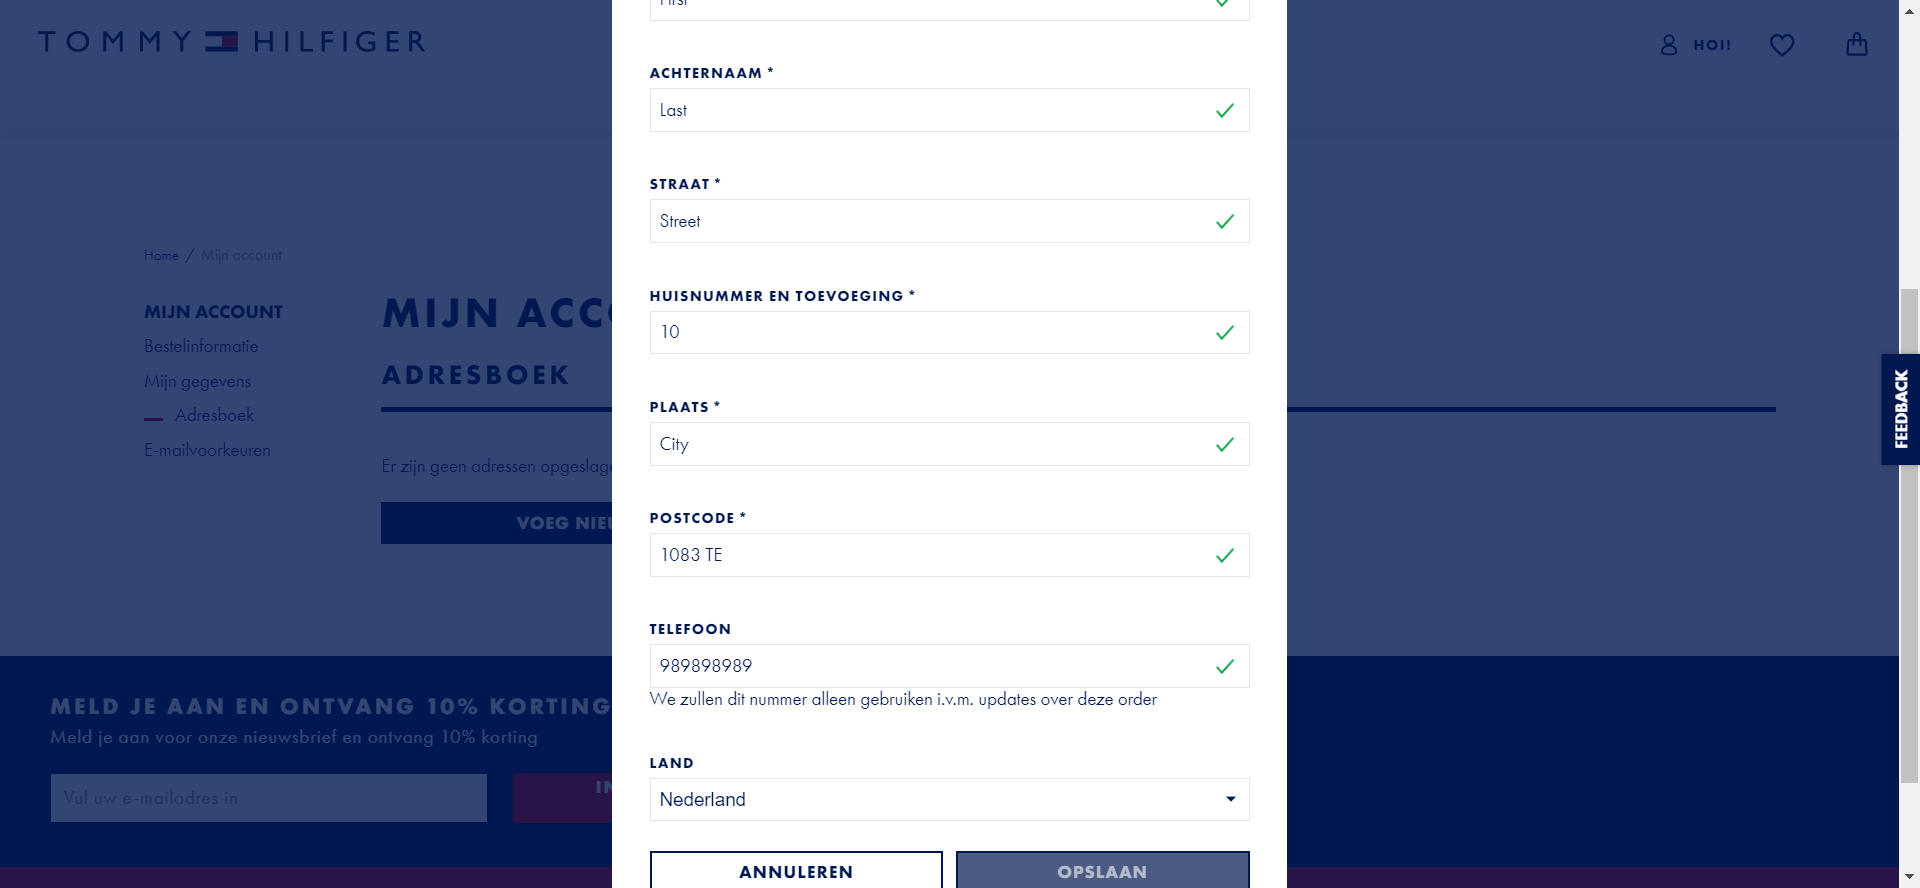 First
TOMMY HILFIGER
HOI!
ACHTERNAAM *
Last
STRAAT *
Street
Home / Mijn account
MIJN ACCOUNT
Bestelinformatie
Mijn gegevens
Adresboek
E-mailvoorkeuren
MIJN ACCO
ADRESBOEK
Er zijn geen adressen opgeslage
VOEG NIEU
HUISNUMMER EN TOEVOEGING *
10
PLAATS *
City
POSTCODE *
1083 TE
TELEFOON
989898989
We zullen dit nummer alleen gebruiken i.v.m. updates over deze order
LAND
Nederland
ANNULEREN
OPSLAAN
FEEDBACK
MELD JE AAN EN ONTVANG 10% KORTING
Meld je aan voor onze nieuwsbrief en ontvang 10% korting
Vul uw e-mailadres in
IN